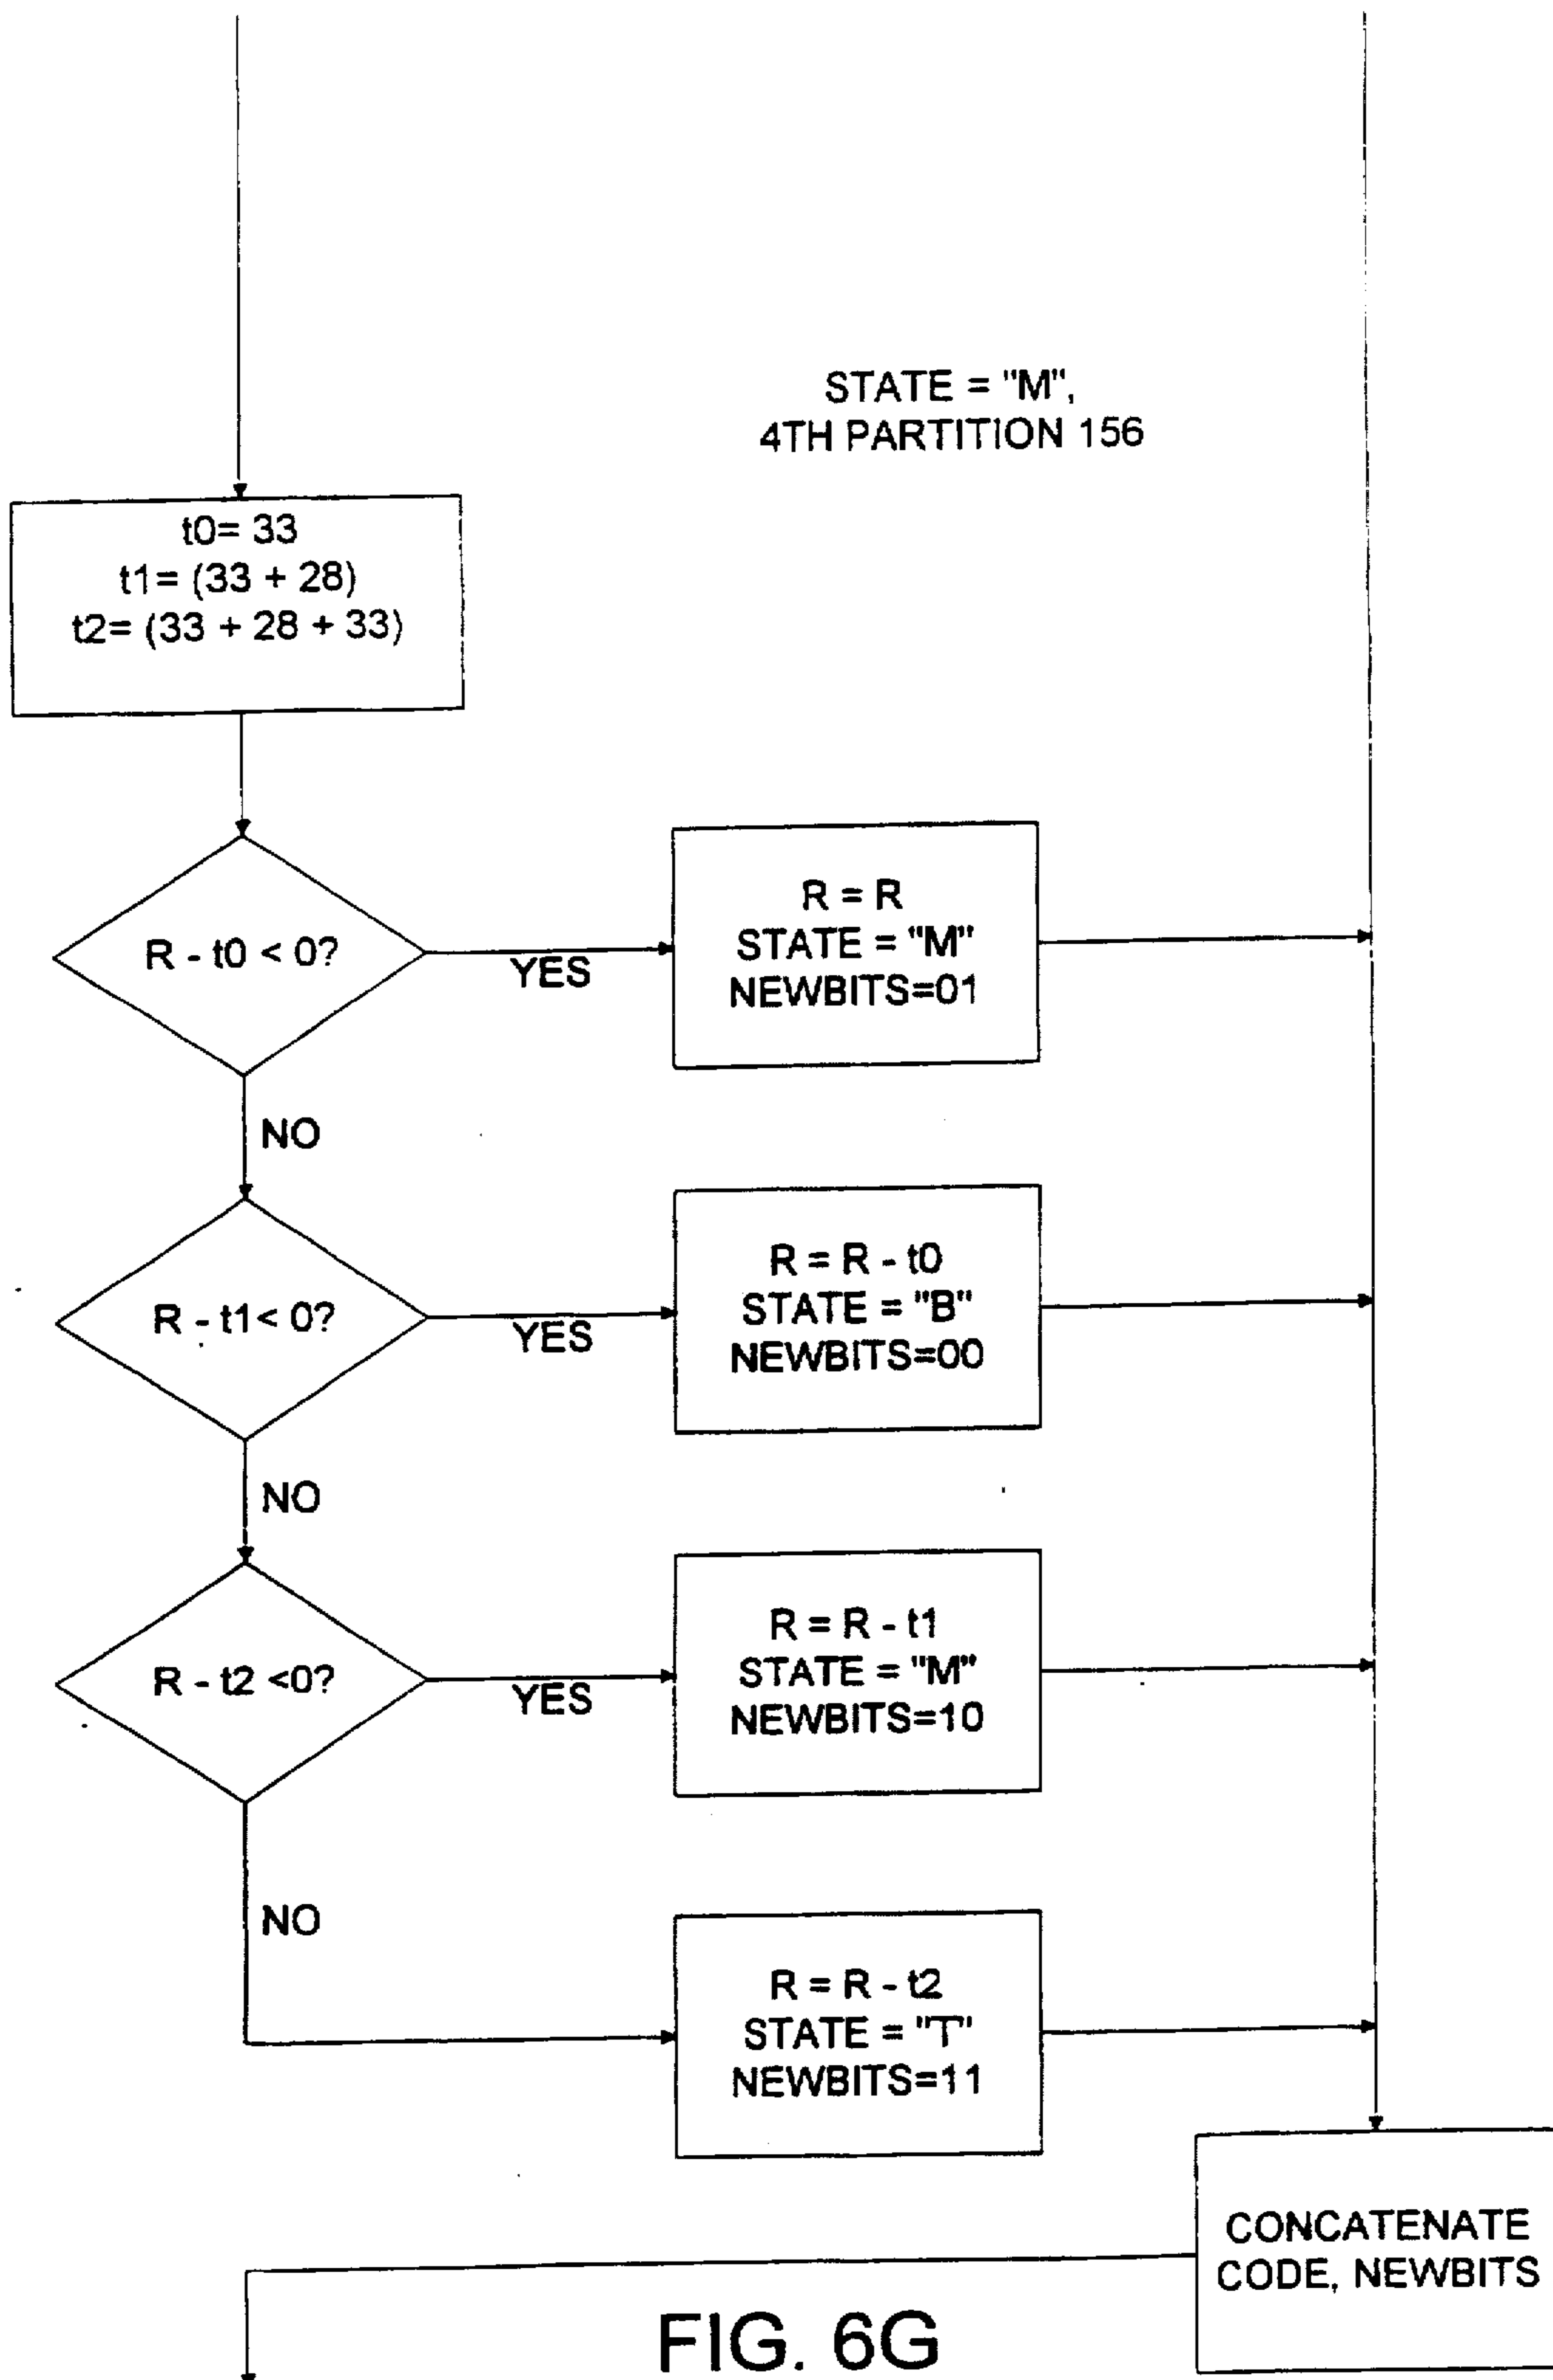 STATE = "M",
4TH PARTITION 156
t0= 33
t1= (33 + 28)
t2= (33 + 28 + 33)
R - t0 < 0?
YES
R = R
STATE = "M"
NEWBITS=01
NO
R - t1< 0?
YES
R = R - t0
STATE = "B"
NEWBITS=00
NO
R - t2 <0?
YES
R = R - t1
STATE = "M"
NEWBITS=10
NO
R = R - t2
STATE = "T"
NEWBITS=11
CONCATENATE
CODE, NEWBITS
FIG. 6G